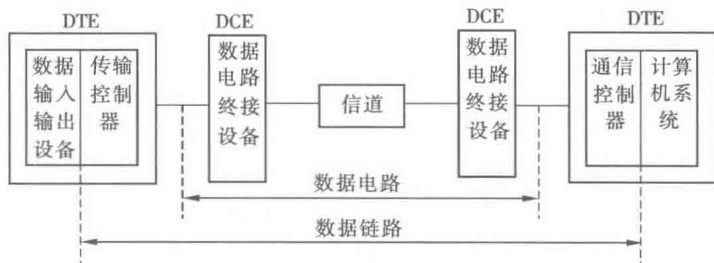 DTE
DCE
DCE
DTE
数据
输入
输出
设备
传输
控制
器
数据
电路
终接
设备
信道
数据
电路
终接
设备
通信
控制
器
计算
机系
统
数据电路
数据链路